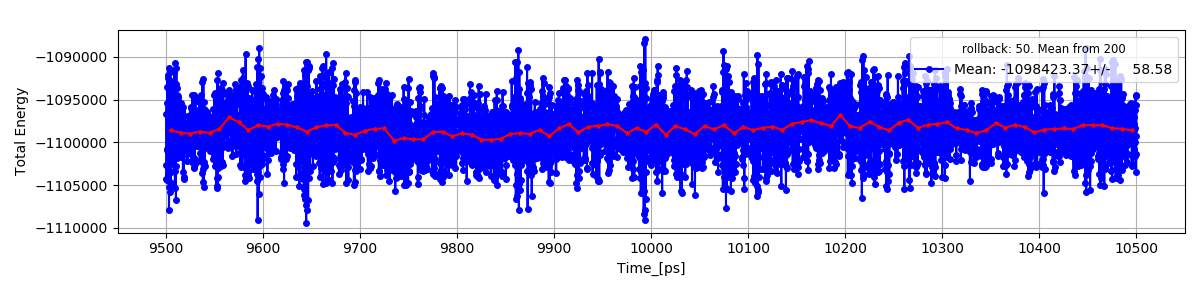 rollback: 50. Mean from 200
Mean: -1098423.37+/- 58.58
Total Energy
−1090000
−1095000
−1100000
−1105000
−1110000
9500 9600 9700 9800 9900 10000 10100 10200 10300 10400 10500
Time_[ps]